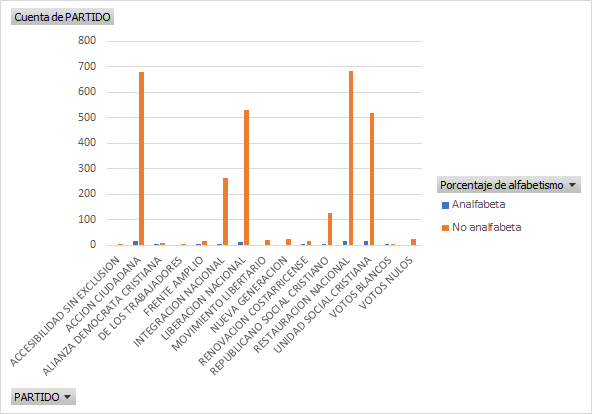 Cuenta de PARTIDO
800
700
600
500
400
300
200
100
0
ACCESIBILIDAD SIN EXCLUSION
ACCION CIUDADANA
ALIANZA DEMOCRATA CRISTIANA
DE LOS TRABAJADORES
FRENTE AMPLIO
INTEGRACION NACIONAL
LIBERACION NACIONAL
MOVIMIENTO LIBERTARIO
NUEVA GENERACION
RENOVACION COSTARRICENSE
REPUBLICANO SOCIAL CRISTIANO
RESTAURACION NACIONAL
UNIDAD SOCIAL CRISTIANA
VOTOS BLANCOS
VOTOS NULOS
Porcentaje de alfabetismo
Analfabeta
No analfabeta
PARTIDO